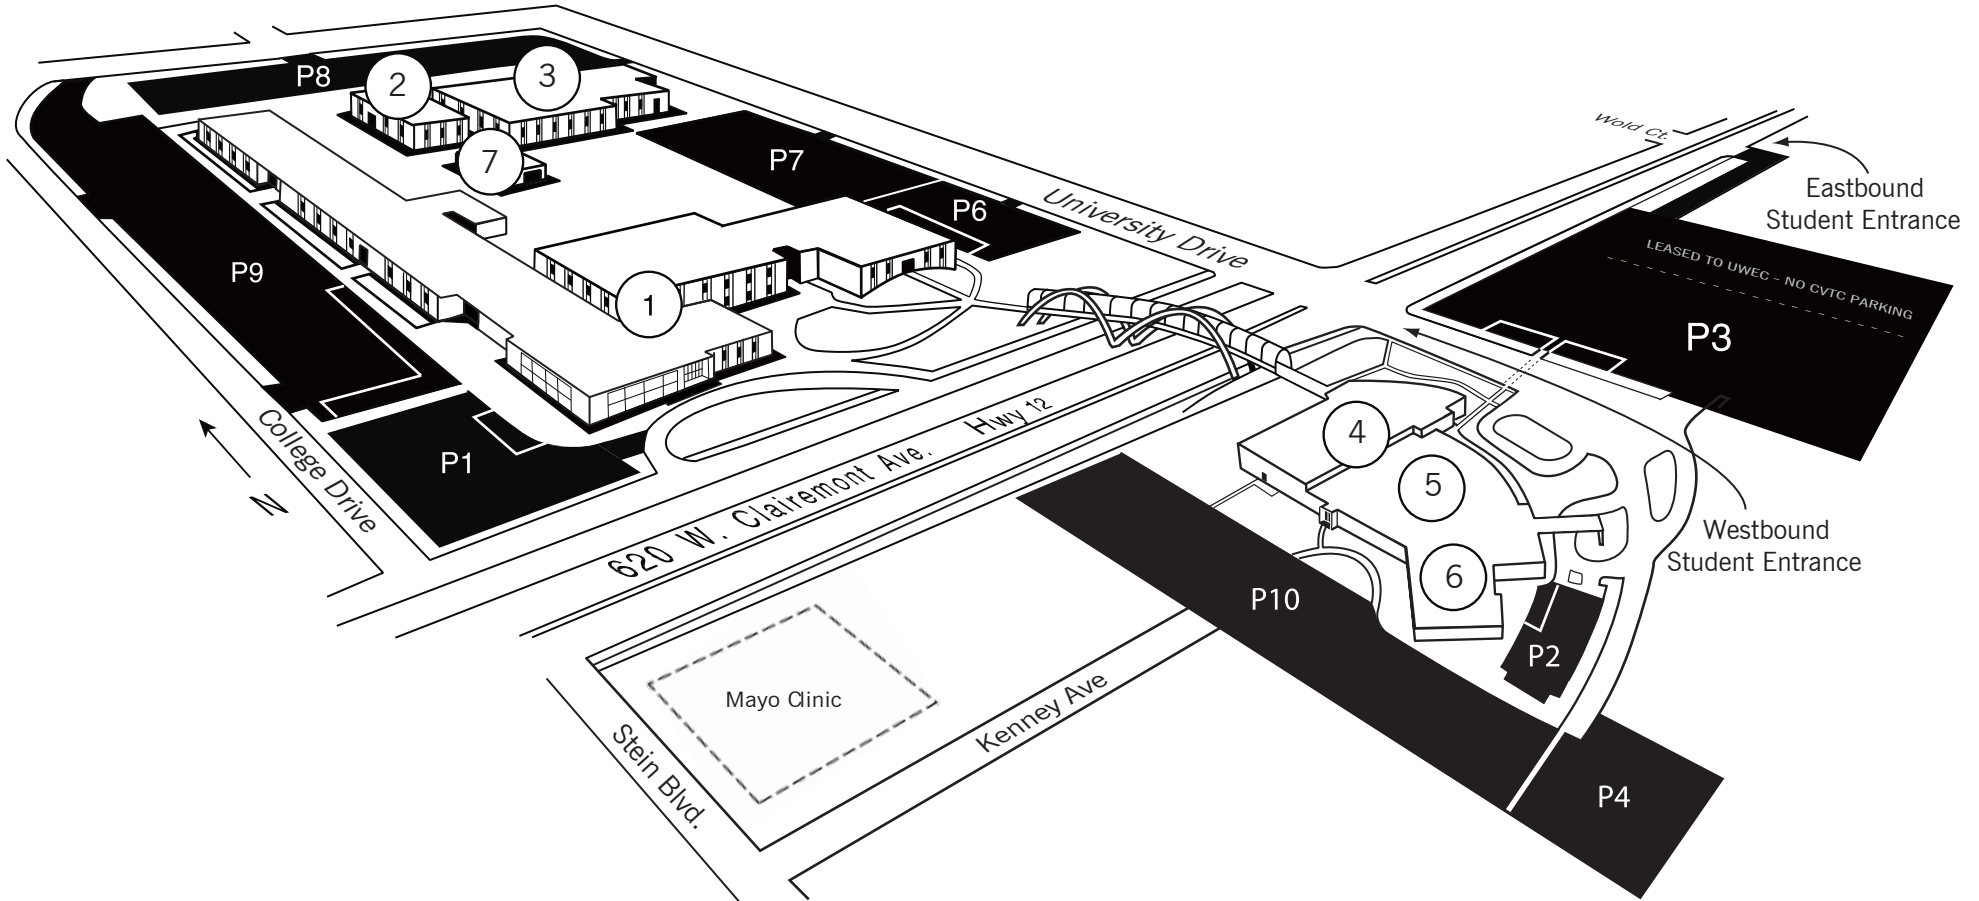 P8
2
3
7
P7
P6
University Drive
Wold Ct.
Eastbound
Student Entrance
LEASED TO UWEC - NO CVTC PARKING
P3
P9
1
College Drive
N
P1
620 W. Clairemont Ave. Hwy 12
4
5
6
Westbound
Student Entrance
P10
P2
Mayo Clinic
Kenney Ave
Stein Blvd.
P4